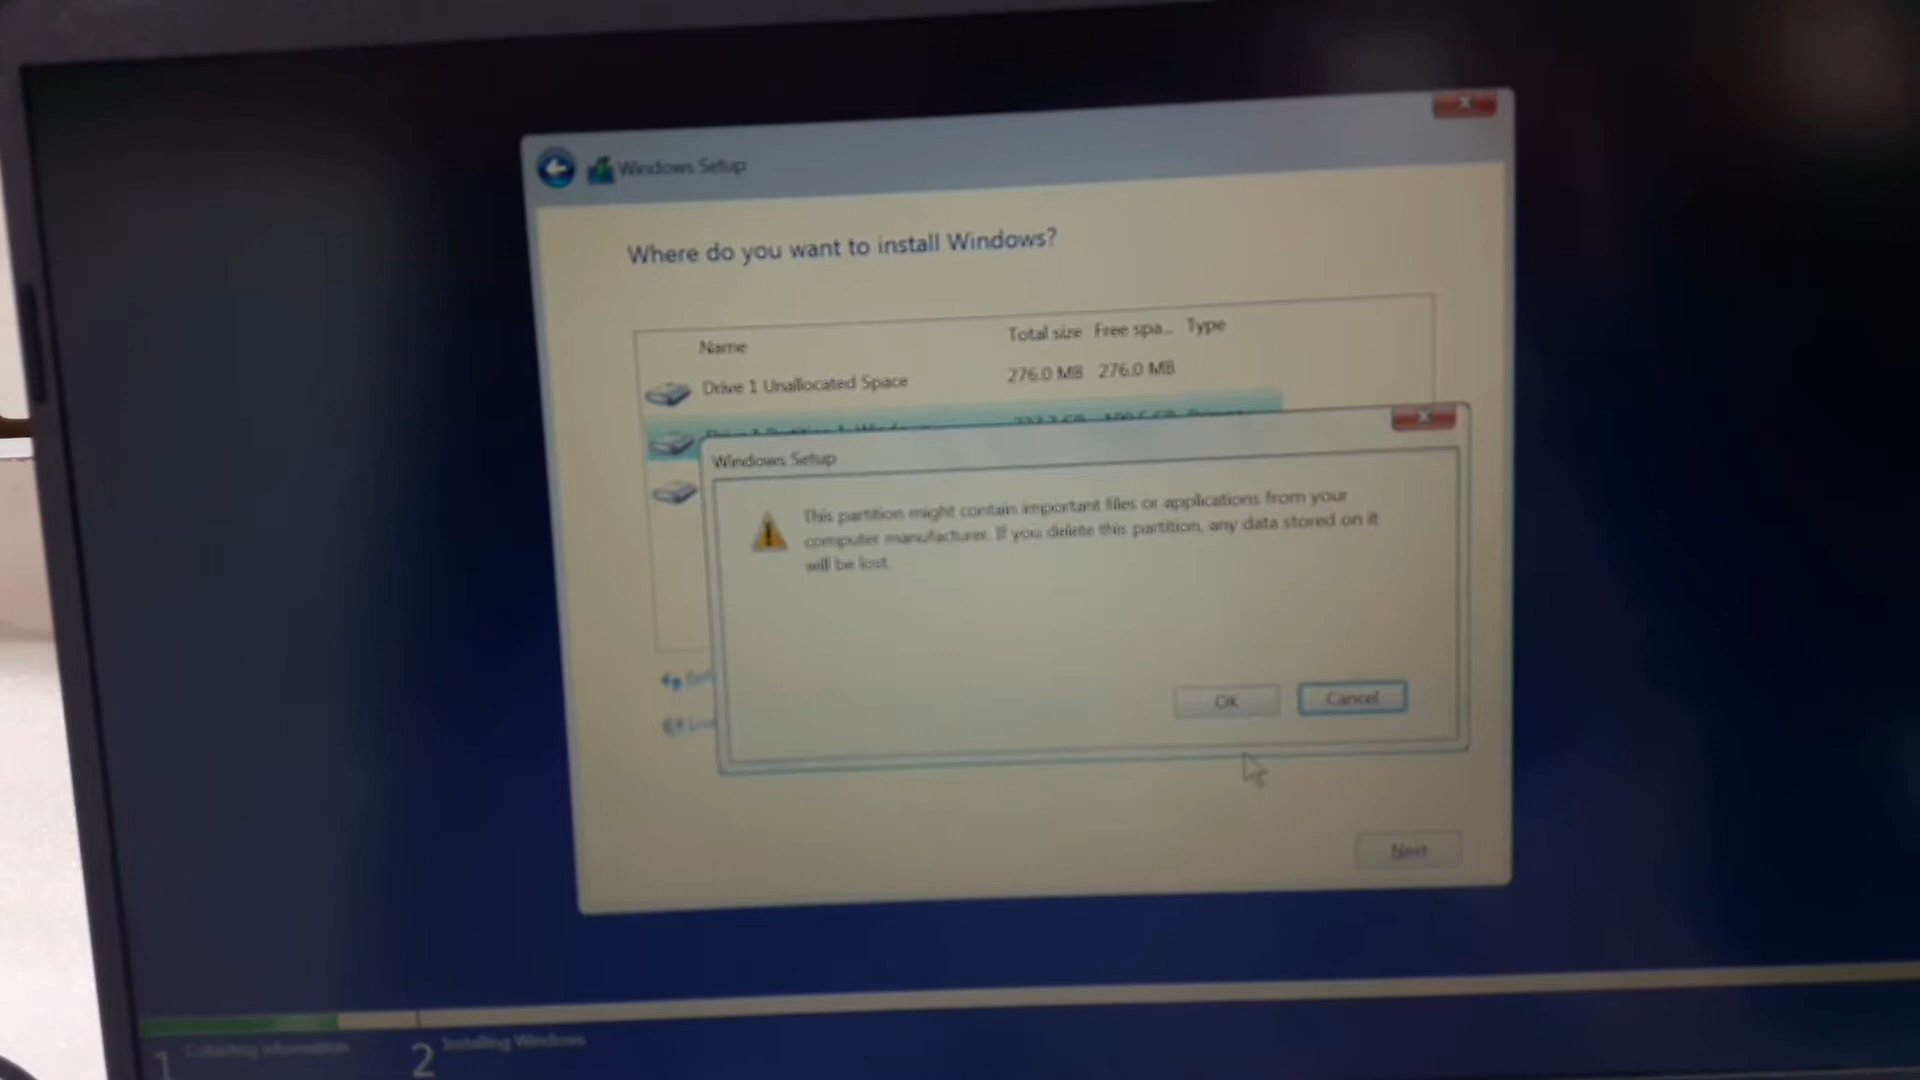 Windows Setup
Where do you want to install Windows?
Name Total size Free spa... Type
Drive 1 Unallocated Space 276.0 MB 276.0 MB
Windows Setup
This partition might contain important files or applications from your
computer manufacturer. If you delete this partition, any data stored on it
will be lost.
OK Cancel
Next
1 Collecting information
2 Installing Windows